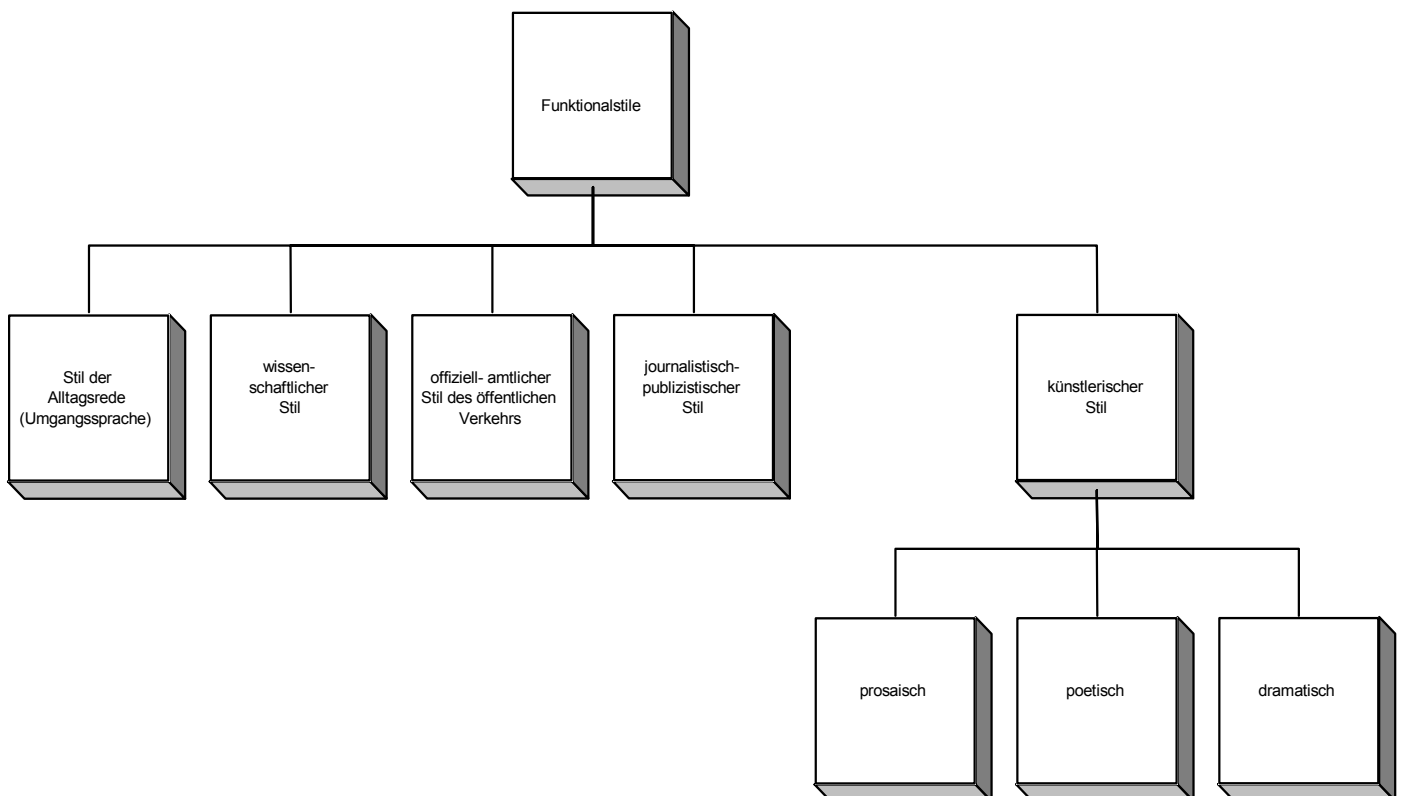 Funktionalstile
Stil der
Alltagsrede
(Umgangssprache)
wissen-
schaftlicher
Stil
offiziell- amtlicher
Stil des öffentlichen
Verkehrs
journalistisch-
publizistischer
Stil
künstlerischer
Stil
prosaisch
poetisch
dramatisch